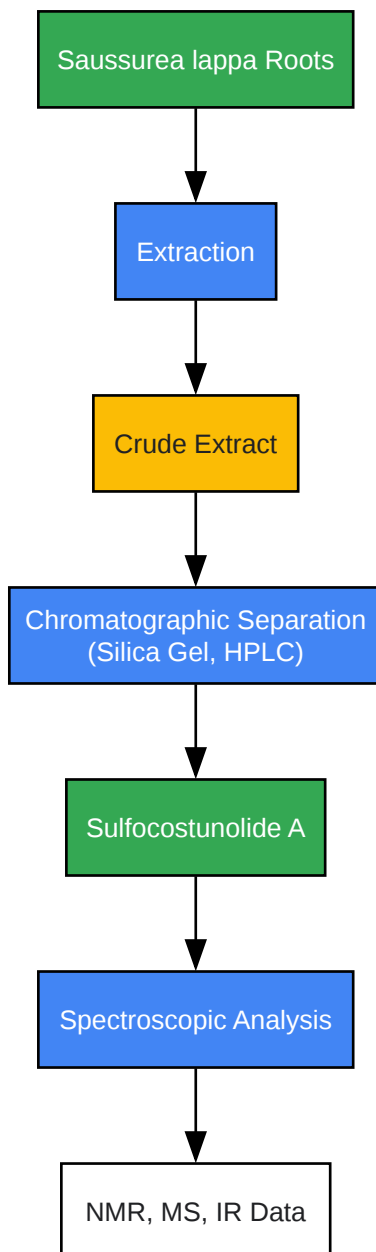 Saussurea lappa Roots
Extraction
Crude Extract
Chromatographic Separation
(Silica Gel, HPLC)
Sulfocostunolide A
Spectroscopic Analysis
NMR, MS, IR Data